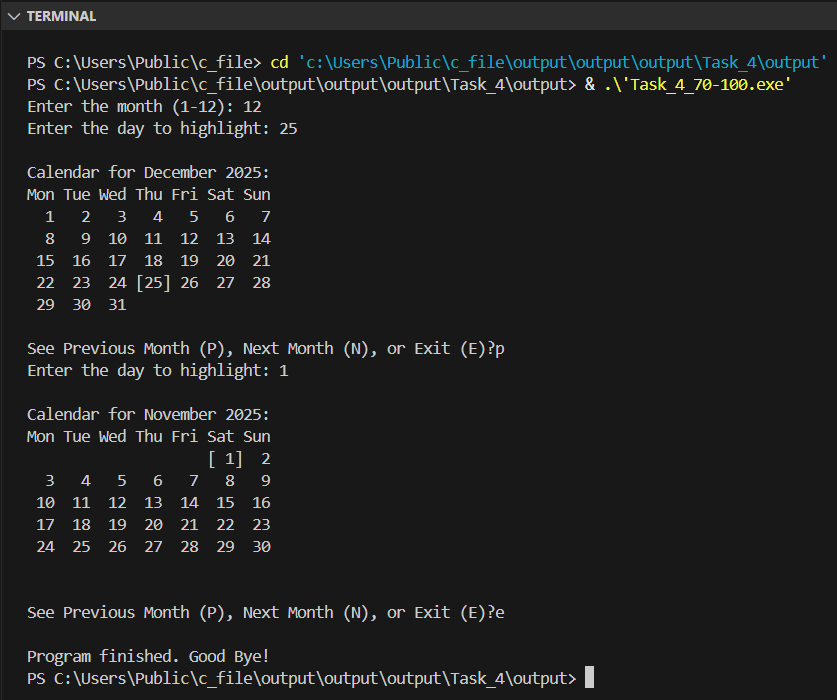 TERMINAL
PS C:\Users\Public\c_file> cd 'c:\Users\Public\c_file\output\output\output\Task_4\output'
PS C:\Users\Public\c_file\output\output\output\Task_4\output> & .\'Task_4_70-100.exe'
Enter the month (1-12): 12
Enter the day to highlight: 25

Calendar for December 2025:
Mon Tue Wed Thu Fri Sat Sun
  1   2   3   4   5   6   7
  8   9  10  11  12  13  14
 15  16  17  18  19  20  21
 22  23  24 [25] 26  27  28
 29  30  31

See Previous Month (P), Next Month (N), or Exit (E)?p
Enter the day to highlight: 1

Calendar for November 2025:
Mon Tue Wed Thu Fri Sat Sun
                    [ 1]  2
  3   4   5   6   7   8   9
 10  11  12  13  14  15  16
 17  18  19  20  21  22  23
 24  25  26  27  28  29  30


See Previous Month (P), Next Month (N), or Exit (E)?e

Program finished. Good Bye!
PS C:\Users\Public\c_file\output\output\output\Task_4\output>